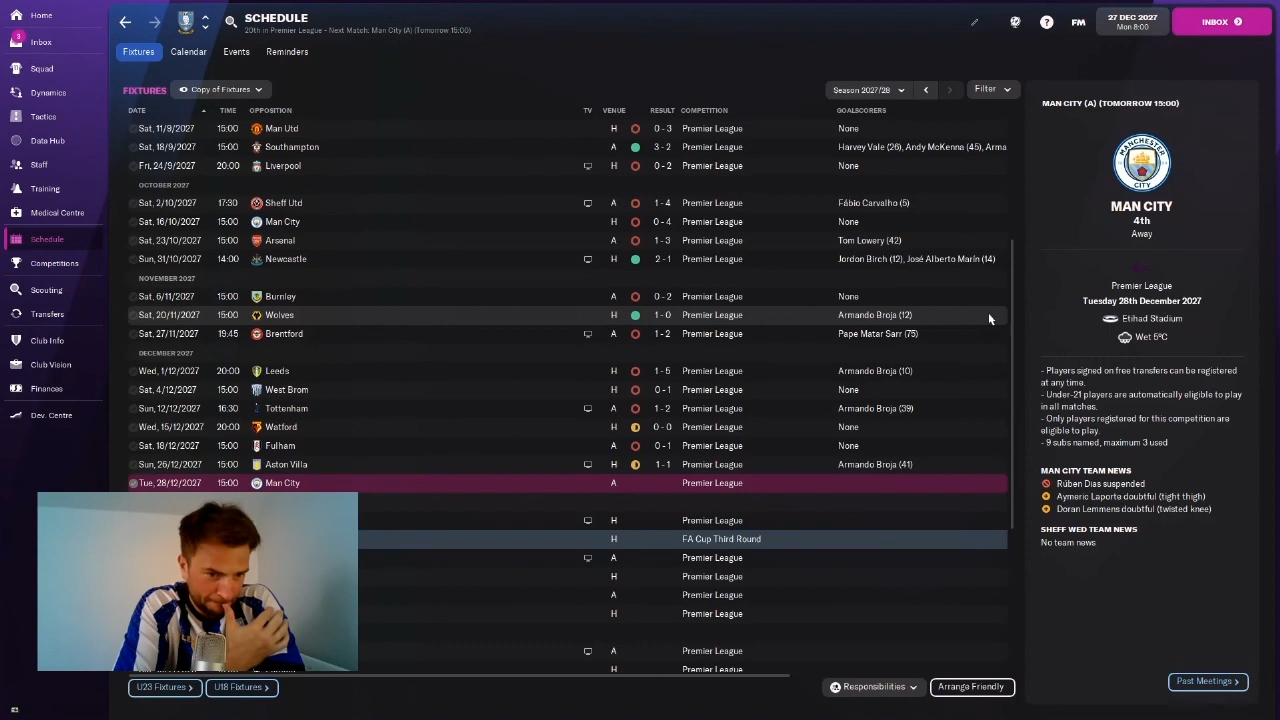 Home
3
Inbox
Squad
Dynamics
Tactics
Data Hub
Staff
Training
Medical Centre
Schedule
Competitions
Scouting
Transfers
Club Info
Club Vision
Finances
Dev. Centre
SCHEDULE
20th in Premier League - Next Match: Man City (A) (Tomorrow 15:00)
? FM
27 DEC 2027
Mon 8:00
INBOX
Fixtures Calendar Events Reminders
FIXTURES Copy of Fixtures
Season 2027/28 Filter
DATE TIME OPPOSITION TV VENUE RESULT COMPETITION GOALSCORERS
Sat, 11/9/2027 15:00 Man Utd H 0 - 3 Premier League None
Sat, 18/9/2027 15:00 Southampton A 3 - 2 Premier League Harvey Vale (26), Andy McKenna (45), Arma
Fri, 24/9/2027 20:00 Liverpool H 0 - 2 Premier League None
OCTOBER 2027
Sat, 2/10/2027 17:30 Sheff Utd A 1 - 4 Premier League Fábio Carvalho (5)
Sat, 16/10/2027 15:00 Man City H 0 - 4 Premier League None
Sat, 23/10/2027 15:00 Arsenal A 1 - 3 Premier League Tom Lowery (42)
Sun, 31/10/2027 14:00 Newcastle H 2 - 1 Premier League Jordon Birch (12), José Alberto Marín (14)
NOVEMBER 2027
Sat, 6/11/2027 15:00 Burnley A 0 - 2 Premier League None
Sat, 20/11/2027 15:00 Wolves H 1 - 0 Premier League Armando Broja (12)
Sat, 27/11/2027 19:45 Brentford A 1 - 2 Premier League Pape Matar Sarr (75)
DECEMBER 2027
Wed, 1/12/2027 20:00 Leeds H 1 - 5 Premier League Armando Broja (10)
Sat, 4/12/2027 15:00 West Brom H 0 - 1 Premier League None
Sun, 12/12/2027 16:30 Tottenham A 1 - 2 Premier League Armando Broja (39)
Wed, 15/12/2027 20:00 Watford H 0 - 0 Premier League None
Sat, 18/12/2027 15:00 Fulham A 0 - 1 Premier League None
Sun, 26/12/2027 15:00 Aston Villa H 1 - 1 Premier League Armando Broja (41)
Tue, 28/12/2027 15:00 Man City A Premier League
H Premier League
H FA Cup Third Round
A Premier League
H Premier League
A Premier League
H Premier League
A Premier League
H Premier League
U23 Fixtures U18 Fixtures Responsibilities Arrange Friendly
MAN CITY (A) (TOMORROW 15:00)
MANCHESTER
CITY
MAN CITY
4th
Away
Premier League
Tuesday 28th December 2027
Etihad Stadium
Wet 5ºC
- Players signed on free transfers can be registered
at any time.
- Under-21 players are automatically eligible to play
in all matches.
- Only players registered for this competition are
eligible to play.
- 9 subs named, maximum 3 used
MAN CITY TEAM NEWS
Rúben Dias suspended
Aymeric Laporte doubtful (tight thigh)
Doran Lemmens doubtful (twisted knee)
SHEFF WED TEAM NEWS
No team news
Past Meetings